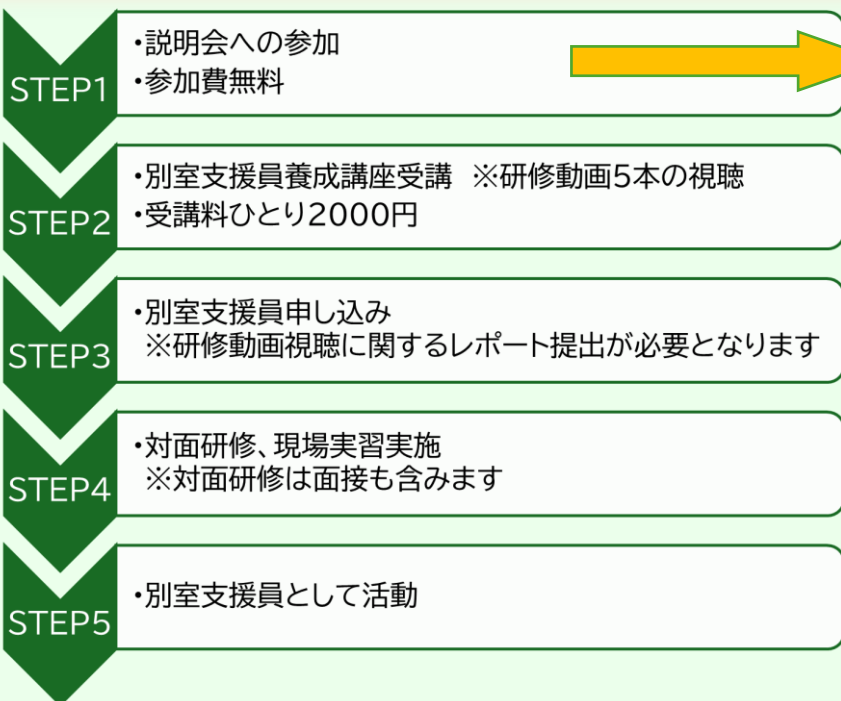 STEP1
・説明会への参加
・参加費無料
STEP2
・別室支援員養成講座受講 ※研修動画5本の視聴
・受講料ひとり2000円
STEP3
・別室支援員申し込み
※研修動画視聴に関するレポート提出が必要となります
STEP4
・対面研修、現場実習実施
※対面研修は面接も含みます
STEP5
・別室支援員として活動